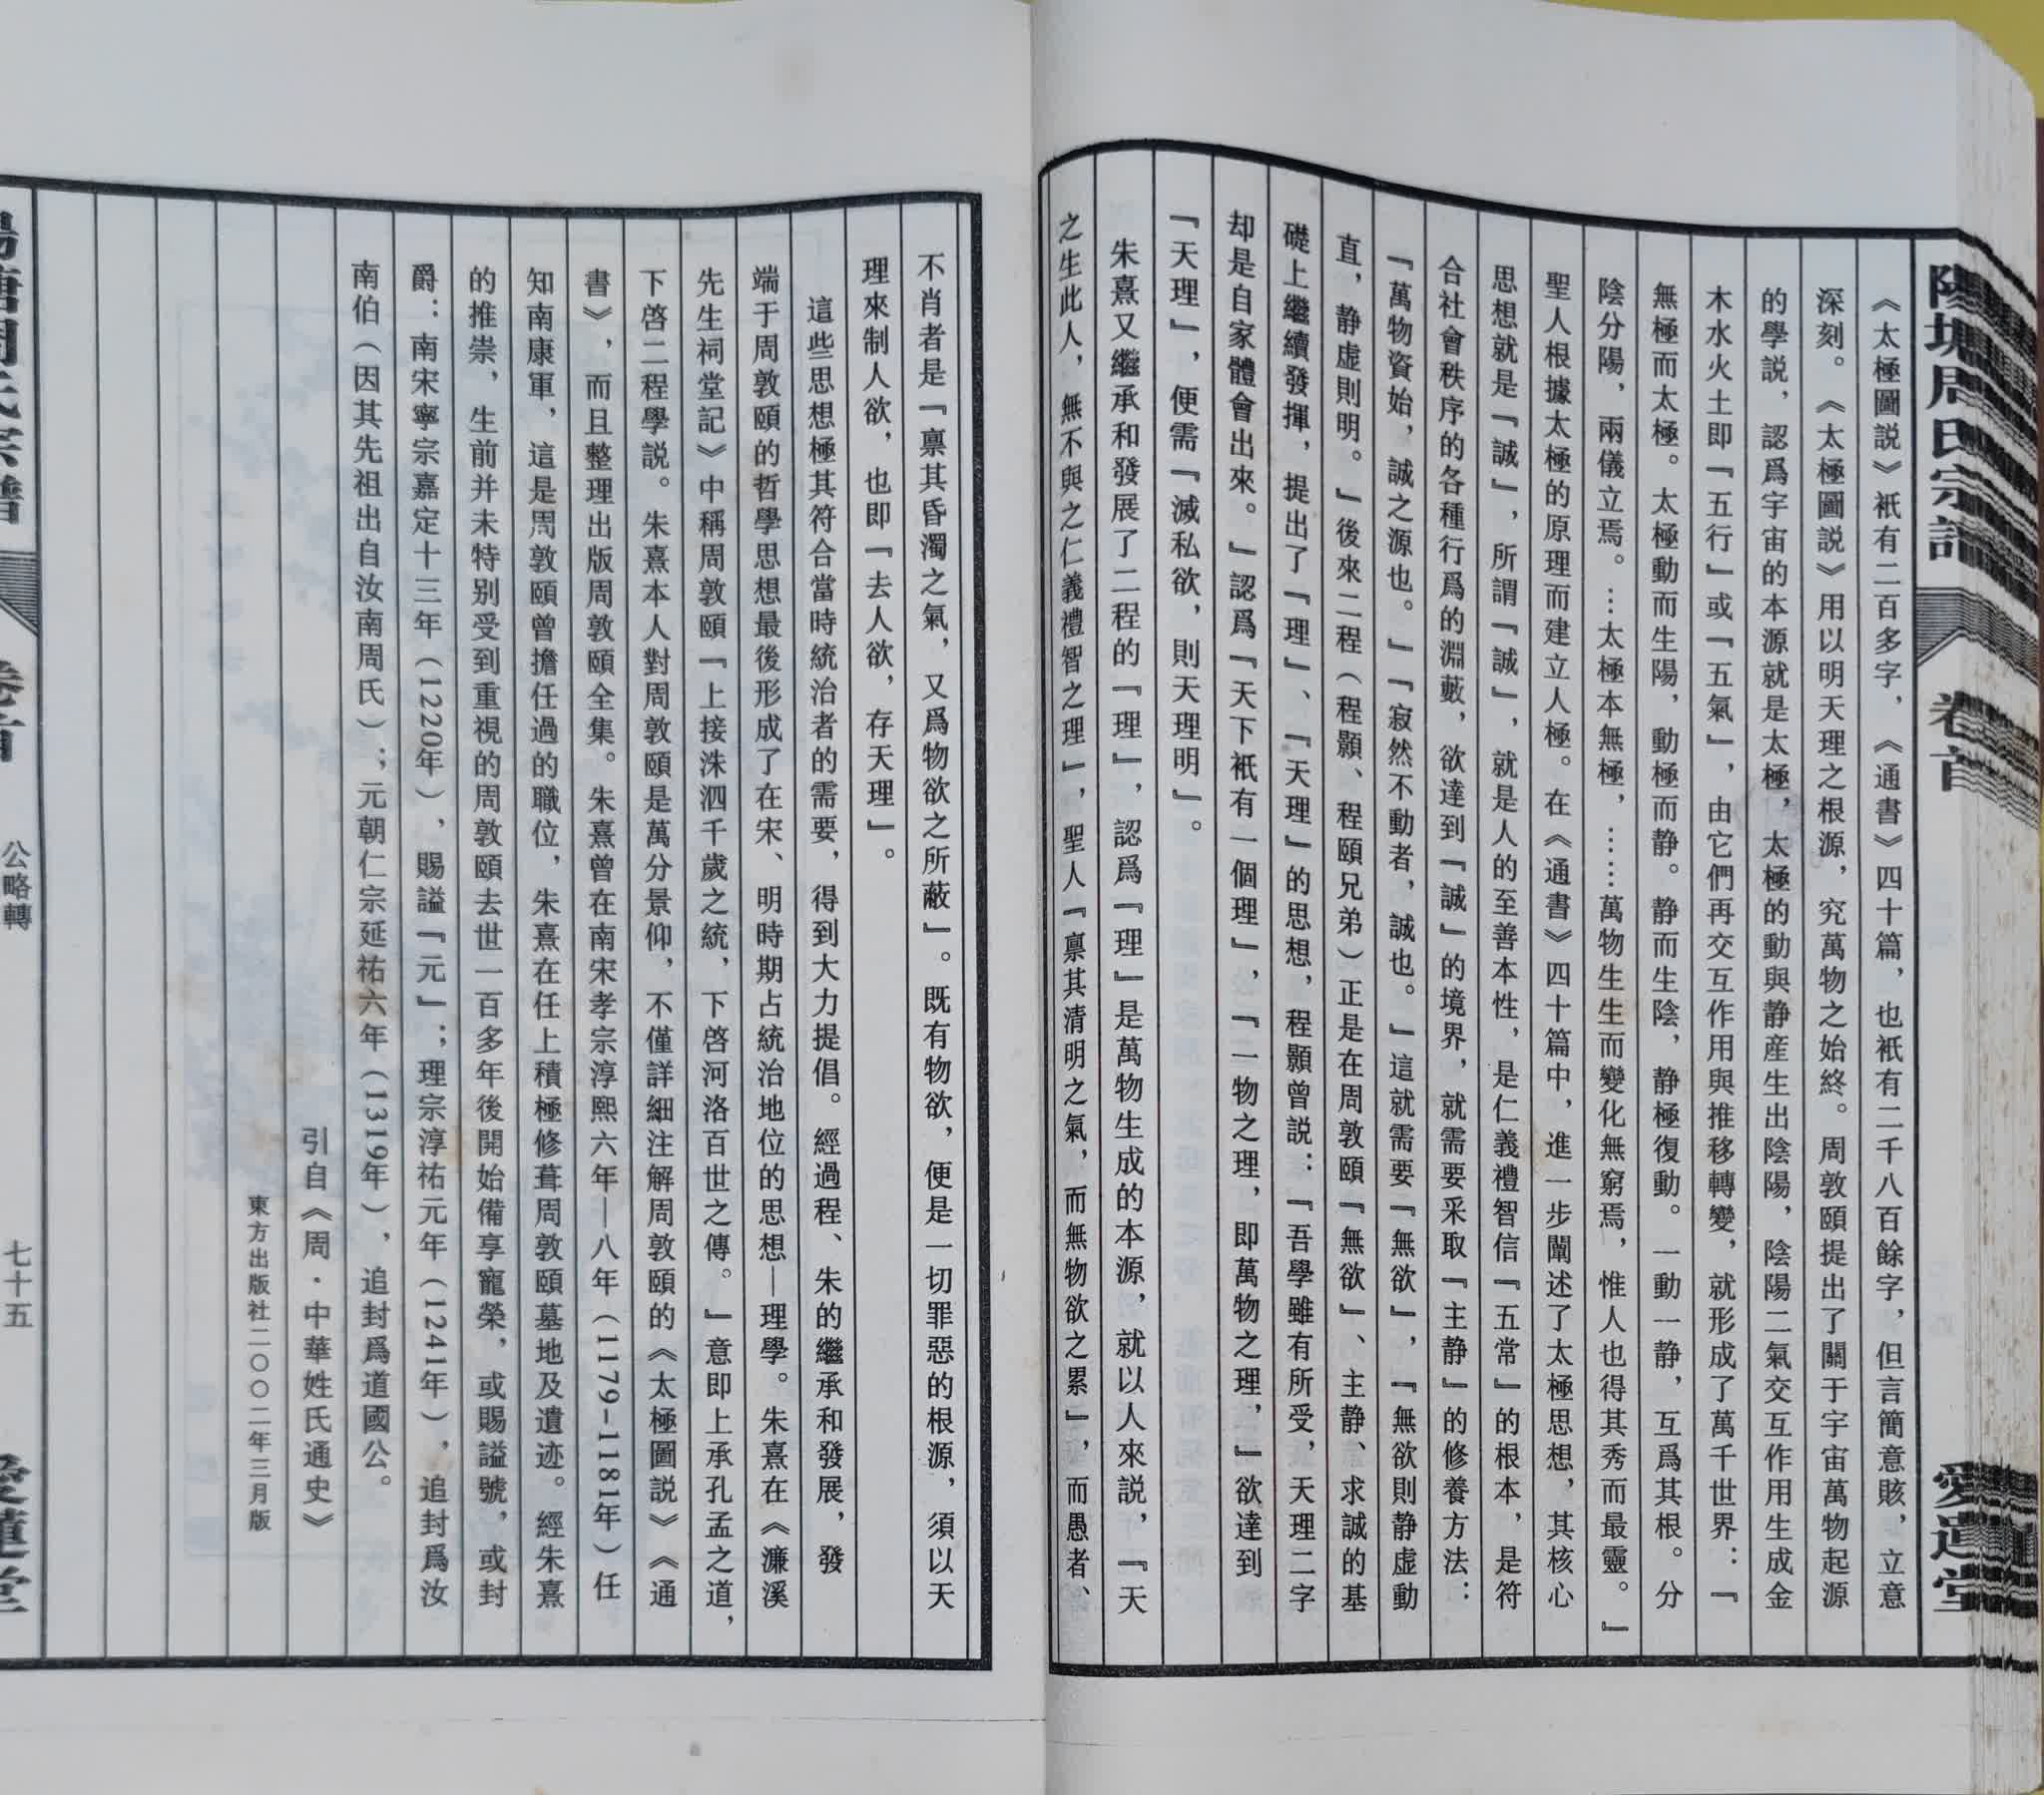 陽塘周氏宗譜
卷首
愛蓮堂
《太極圖説》衹有二百多字，《通書》四十篇，也衹有二千八百餘字，但言簡意賅，立意
深刻。《太極圖説》用以明天理之根源，究萬物之始終。周敦頤提出了關于宇宙萬物起源
的學説，認爲宇宙的本源就是太極，太極的動與静産生出陰陽，陰陽二氣交互作用生成金
木水火土即『五行』或『五氣』，由它們再交互作用與推移轉變，就形成了萬千世界：『
無極而太極。太極動而生陽，動極而静。静而生陰，静極復動。一動一静，互爲其根。分
陰分陽，兩儀立焉。…太極本無極，……萬物生生而變化無窮焉，惟人也得其秀而最靈。』
聖人根據太極的原理而建立人極。在《通書》四十篇中，進一步闡述了太極思想，其核心
思想就是『誠』，所謂『誠』，就是人的至善本性，是仁義禮智信『五常』的根本，是符
合社會秩序的各種行爲的淵藪，欲達到『誠』的境界，就需要采取『主静』的修養方法：
『萬物資始，誠之源也。』『寂然不動者，誠也。』這就需要『無欲』，『無欲則静虚動
直，静虚則明。』後來二程（程顥、程頤兄弟）正是在周敦頤『無欲』、主静、求誠的基
礎上繼續發揮，提出了『理』、『天理』的思想，程顥曾説：『吾學雖有所受，天理二字
却是自家體會出來。』認爲『天下衹有一個理』，『一物之理，即萬物之理，』欲達到
『天理』，便需『滅私欲，則天理明』。
朱熹又繼承和發展了二程的『理』，認爲『理』是萬物生成的本源，就以人來説，『天
之生此人，無不與之仁義禮智之理』，聖人『禀其清明之氣，而無物欲之累』，而愚者、
不肖者是『禀其昏濁之氣，又爲物欲之所蔽』。既有物欲，便是一切罪惡的根源，須以天
理來制人欲，也即『去人欲，存天理』。
這些思想極其符合當時統治者的需要，得到大力提倡。經過程、朱的繼承和發展，發
端于周敦頤的哲學思想最後形成了在宋、明時期占統治地位的思想—理學。朱熹在《濂溪
先生祠堂記》中稱周敦頤『上接洙泗千歲之統，下啓河洛百世之傳。』意即上承孔孟之道，
下啓二程學説。朱熹本人對周敦頤是萬分景仰，不僅詳細注解周敦頤的《太極圖説》《通
書》，而且整理出版周敦頤全集。朱熹曾在南宋孝宗淳熙六年—八年（1179-1181年）任
知南康軍，這是周敦頤曾擔任過的職位，朱熹在任上積極修葺周敦頤墓地及遺迹。經朱熹
的推崇，生前并未特别受到重視的周敦頤去世一百多年後開始備享寵榮，或賜謚號，或封
爵：南宋寧宗嘉定十三年（1220年），賜謚『元』；理宗淳祐元年（1241年），追封爲汝
南伯（因其先祖出自汝南周氏）；元朝仁宗延祐六年（1319年），追封爲道國公。
引自《周·中華姓氏通史》
東方出版社二〇〇二年三月版
陽塘周氏宗譜
卷首
公略轉
七十五
愛蓮堂